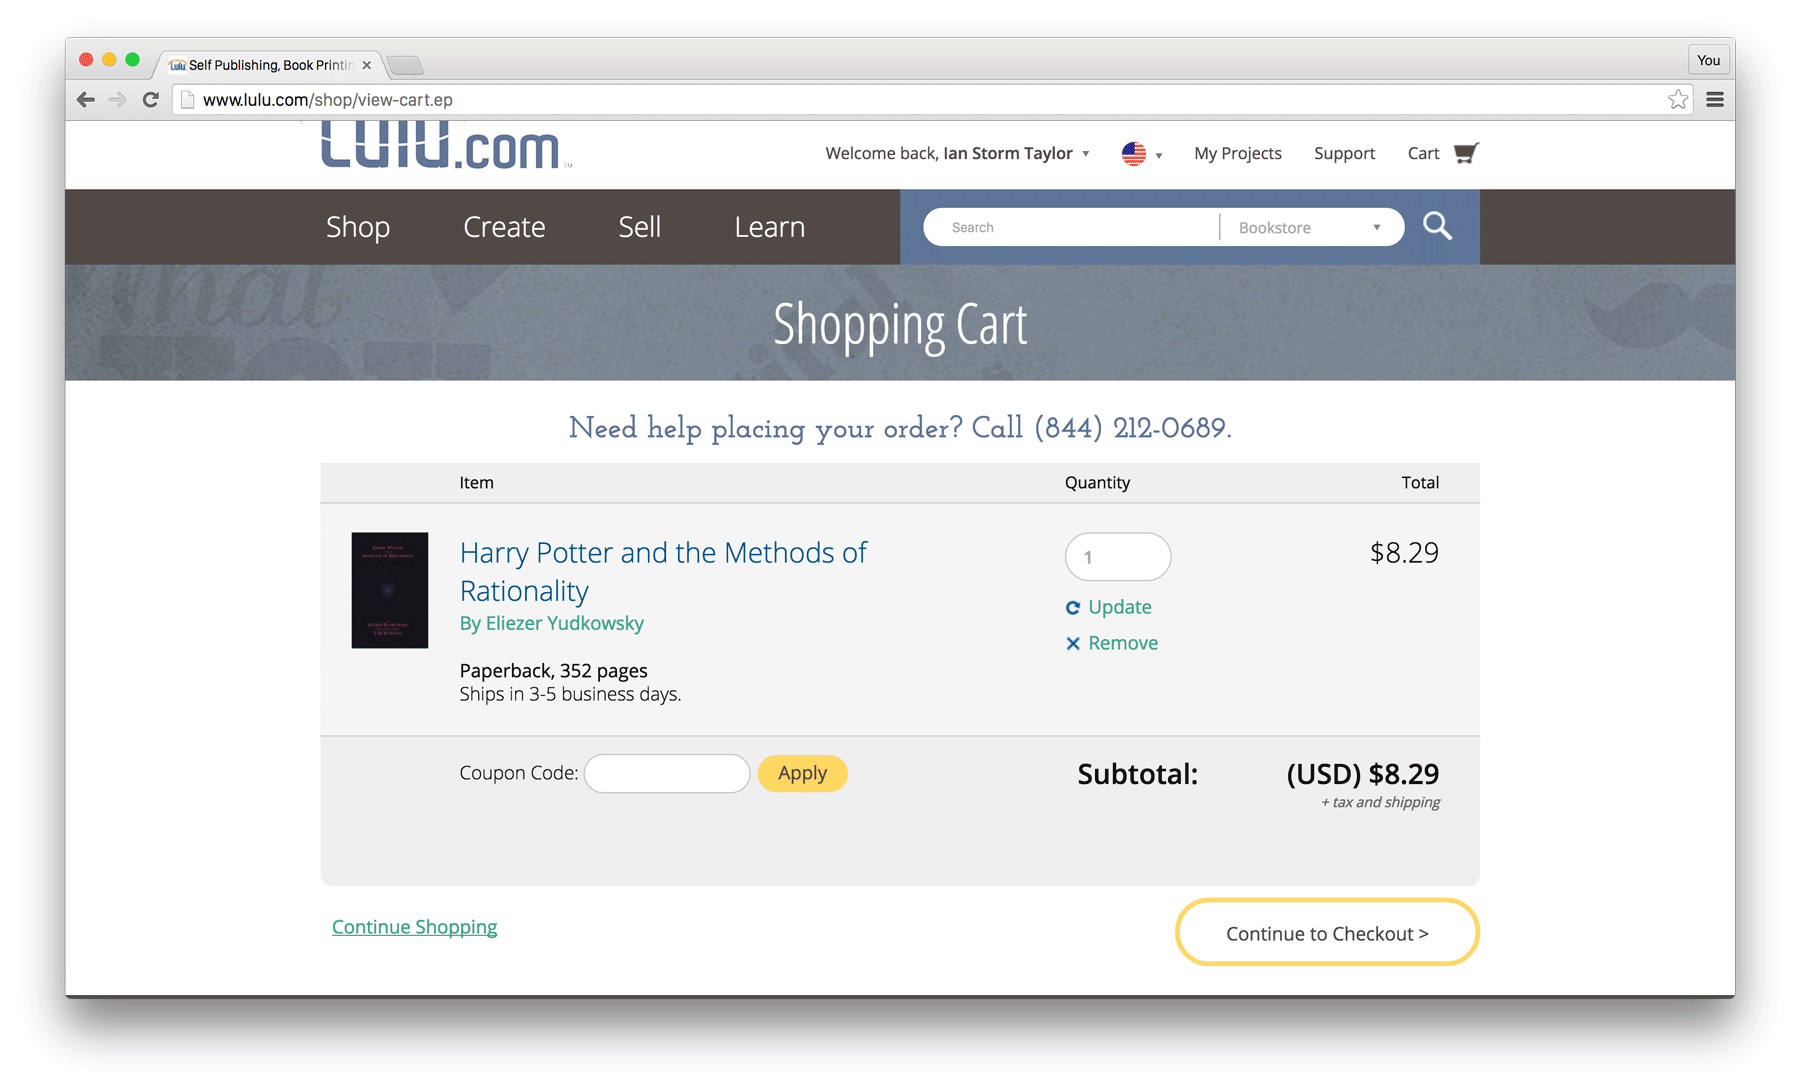 Self Publishing, Book Printin
You
www.lulu.com/shop/view-cart.ep
Lulu.com™
Welcome back, Ian Storm Taylor
My Projects
Support
Cart
Shop
Create
Sell
Learn
Search
Bookstore
Shopping Cart
Need help placing your order? Call (844) 212-0689.
Item
Quantity
Total
Harry Potter and the Methods of
Rationality
By Eliezer Yudkowsky
Paperback, 352 pages
Ships in 3-5 business days.
1
Update
Remove
$8.29
Coupon Code:
Apply
Subtotal:
(USD) $8.29
+ tax and shipping
Continue Shopping
Continue to Checkout >